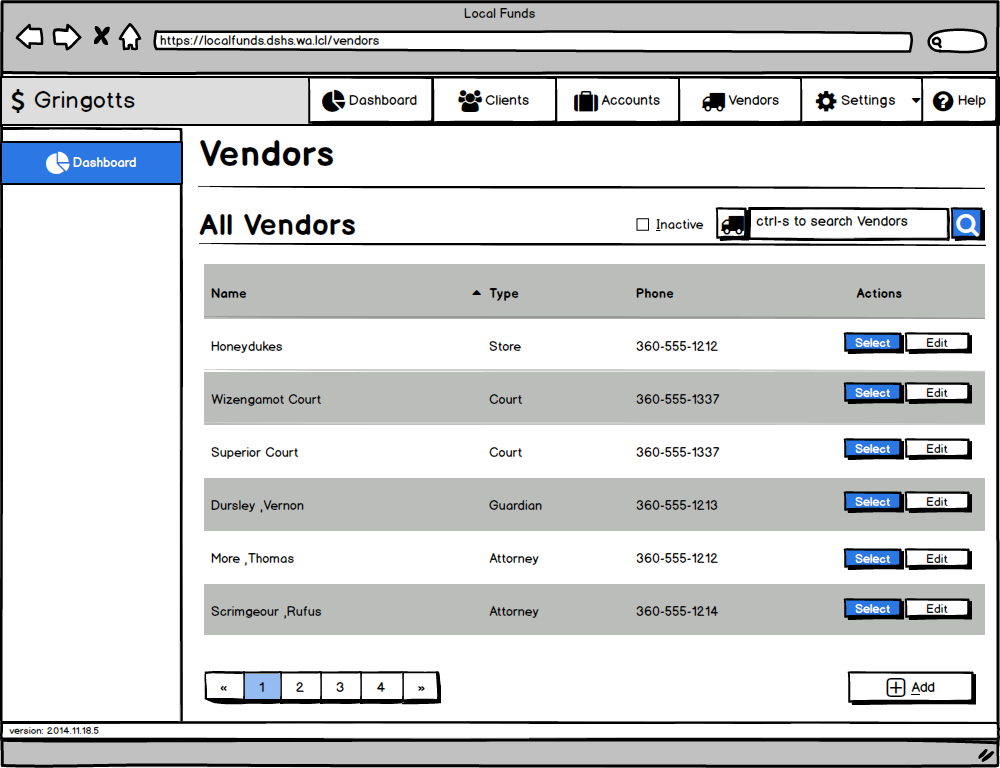 Local Funds
https://localfunds.dshs.wa.lcl/vendors
$ Gringotts
Dashboard
Clients
Accounts
Vendors
Settings
Help
Dashboard
Vendors
All Vendors
Inactive
ctrl-s to search Vendors
Name Type Phone Actions
Honeydukes Store 360-555-1212 Select Edit
Wizengamot Court Court 360-555-1337 Select Edit
Superior Court Court 360-555-1337 Select Edit
Dursley ,Vernon Guardian 360-555-1213 Select Edit
More ,Thomas Attorney 360-555-1212 Select Edit
Scrimgeour ,Rufus Attorney 360-555-1214 Select Edit
« 1 2 3 4 »
Add
version: 2014.11.18.5